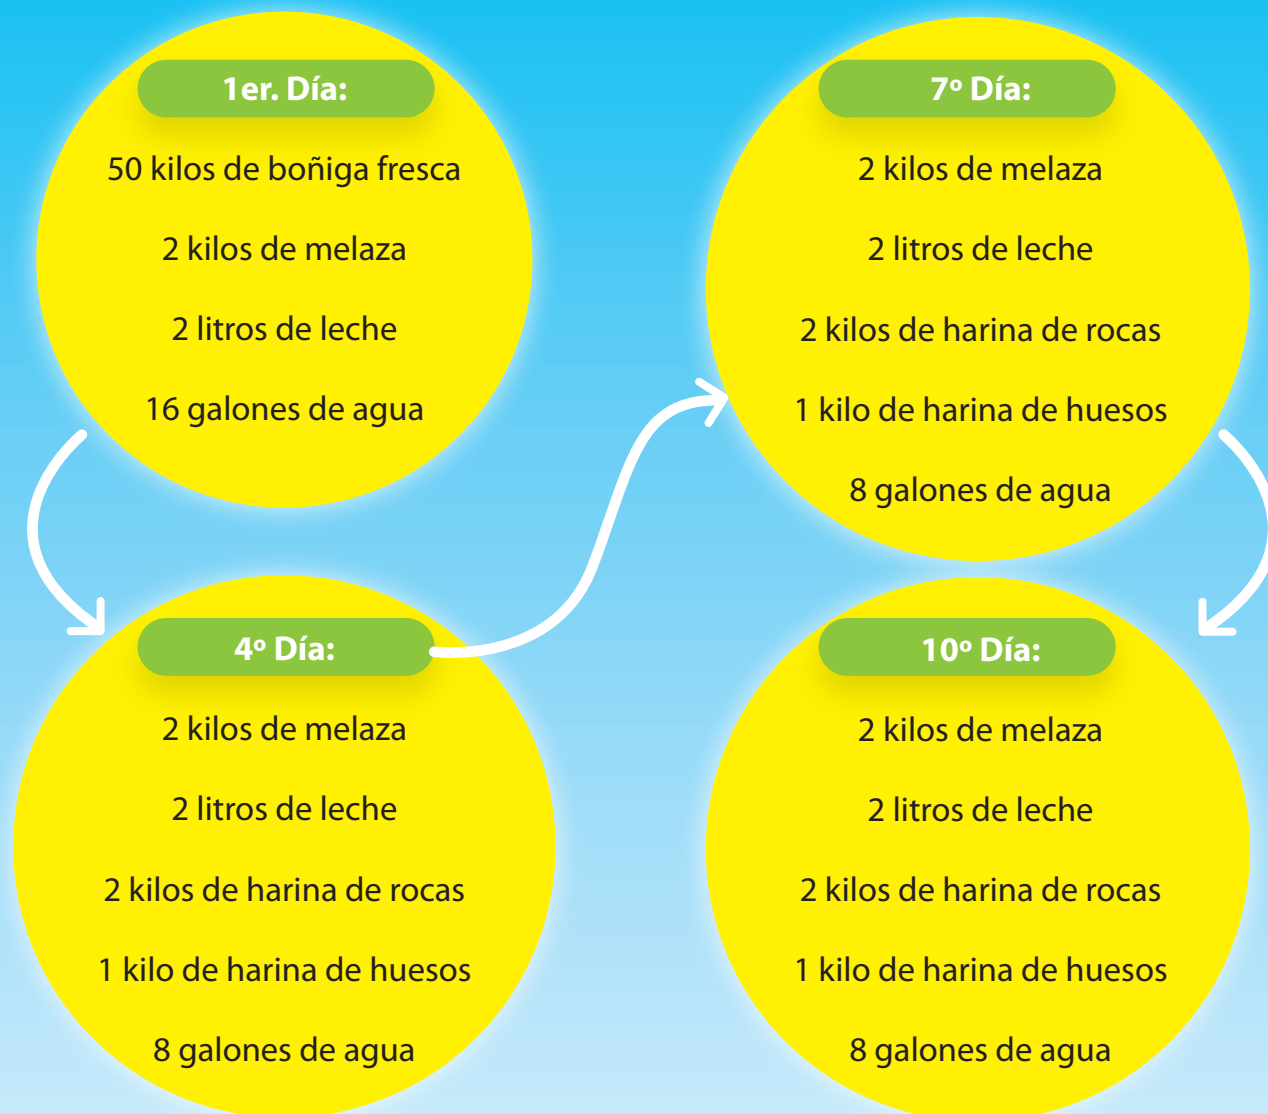 1er. Día:
50 kilos de boñiga fresca
2 kilos de melaza
2 litros de leche
16 galones de agua
4º Día:
2 kilos de melaza
2 litros de leche
2 kilos de harina de rocas
1 kilo de harina de huesos
8 galones de agua
7º Día:
2 kilos de melaza
2 litros de leche
2 kilos de harina de rocas
1 kilo de harina de huesos
8 galones de agua
10º Día:
2 kilos de melaza
2 litros de leche
2 kilos de harina de rocas
1 kilo de harina de huesos
8 galones de agua